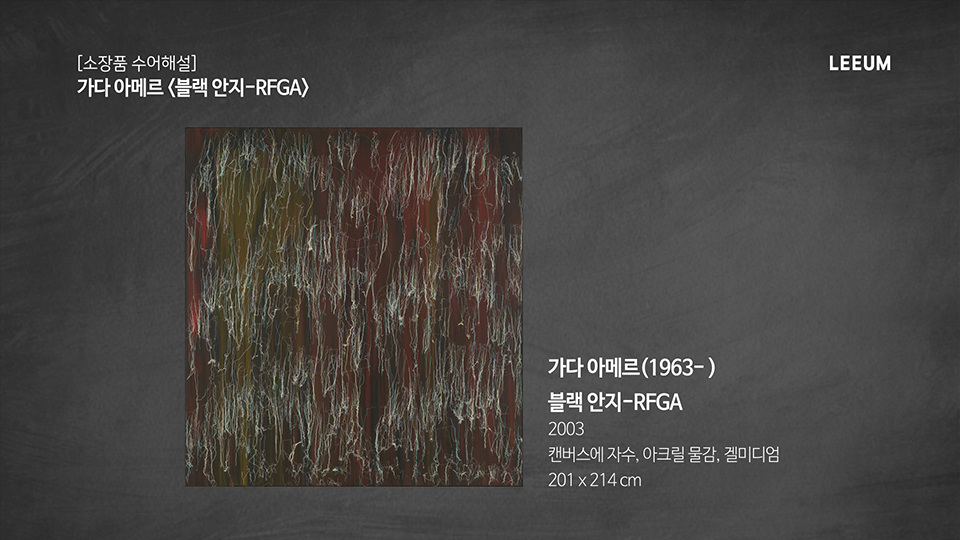 [소장품 수어해설]
가다 아메르 〈블랙 안지-RFGA〉
LEEUM
가다 아메르(1963- )
블랙 안지-RFGA
2003
캔버스에 자수, 아크릴 물감, 겔미디엄
201 x 214 cm